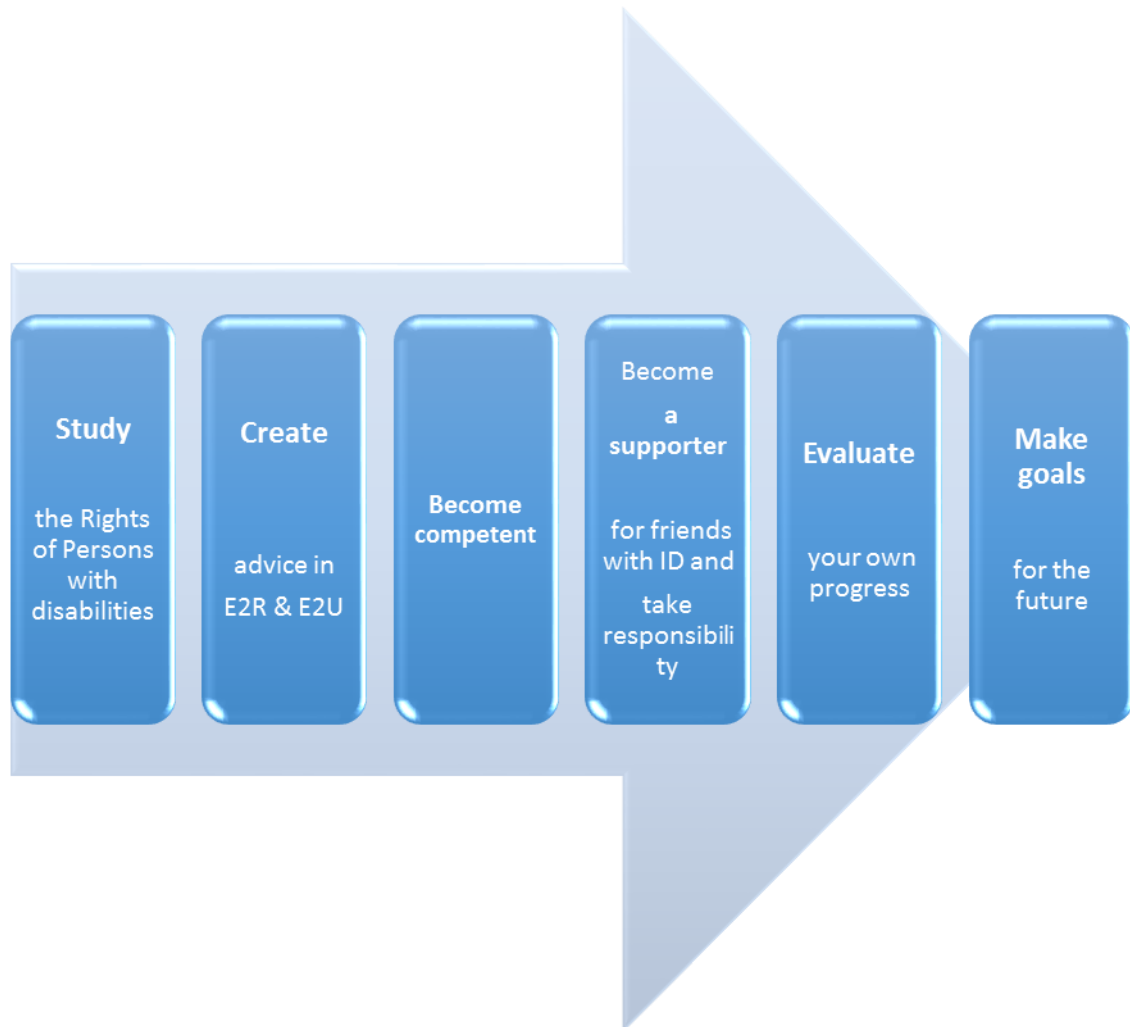 Study
the Rights
of Persons
with
disabilities
Create
advice in
E2R & E2U
Become
competent
Become
a
supporter
for friends
with ID and
take
responsibili
ty
Evaluate
your own
progress
Make
goals
for the
future